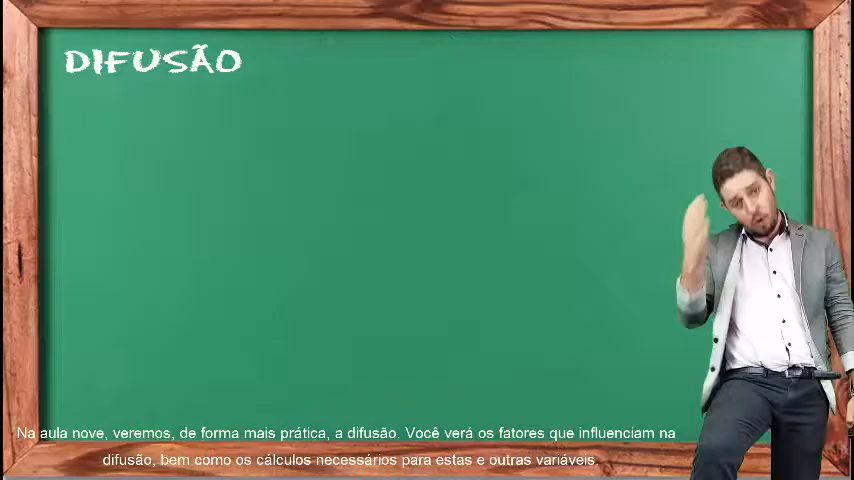 DIFUSÃO
Na aula nove, veremos, de forma mais prática, a difusão. Você verá os fatores que influenciam na
difusão, bem como os cálculos necessários para estas e outras variáveis.